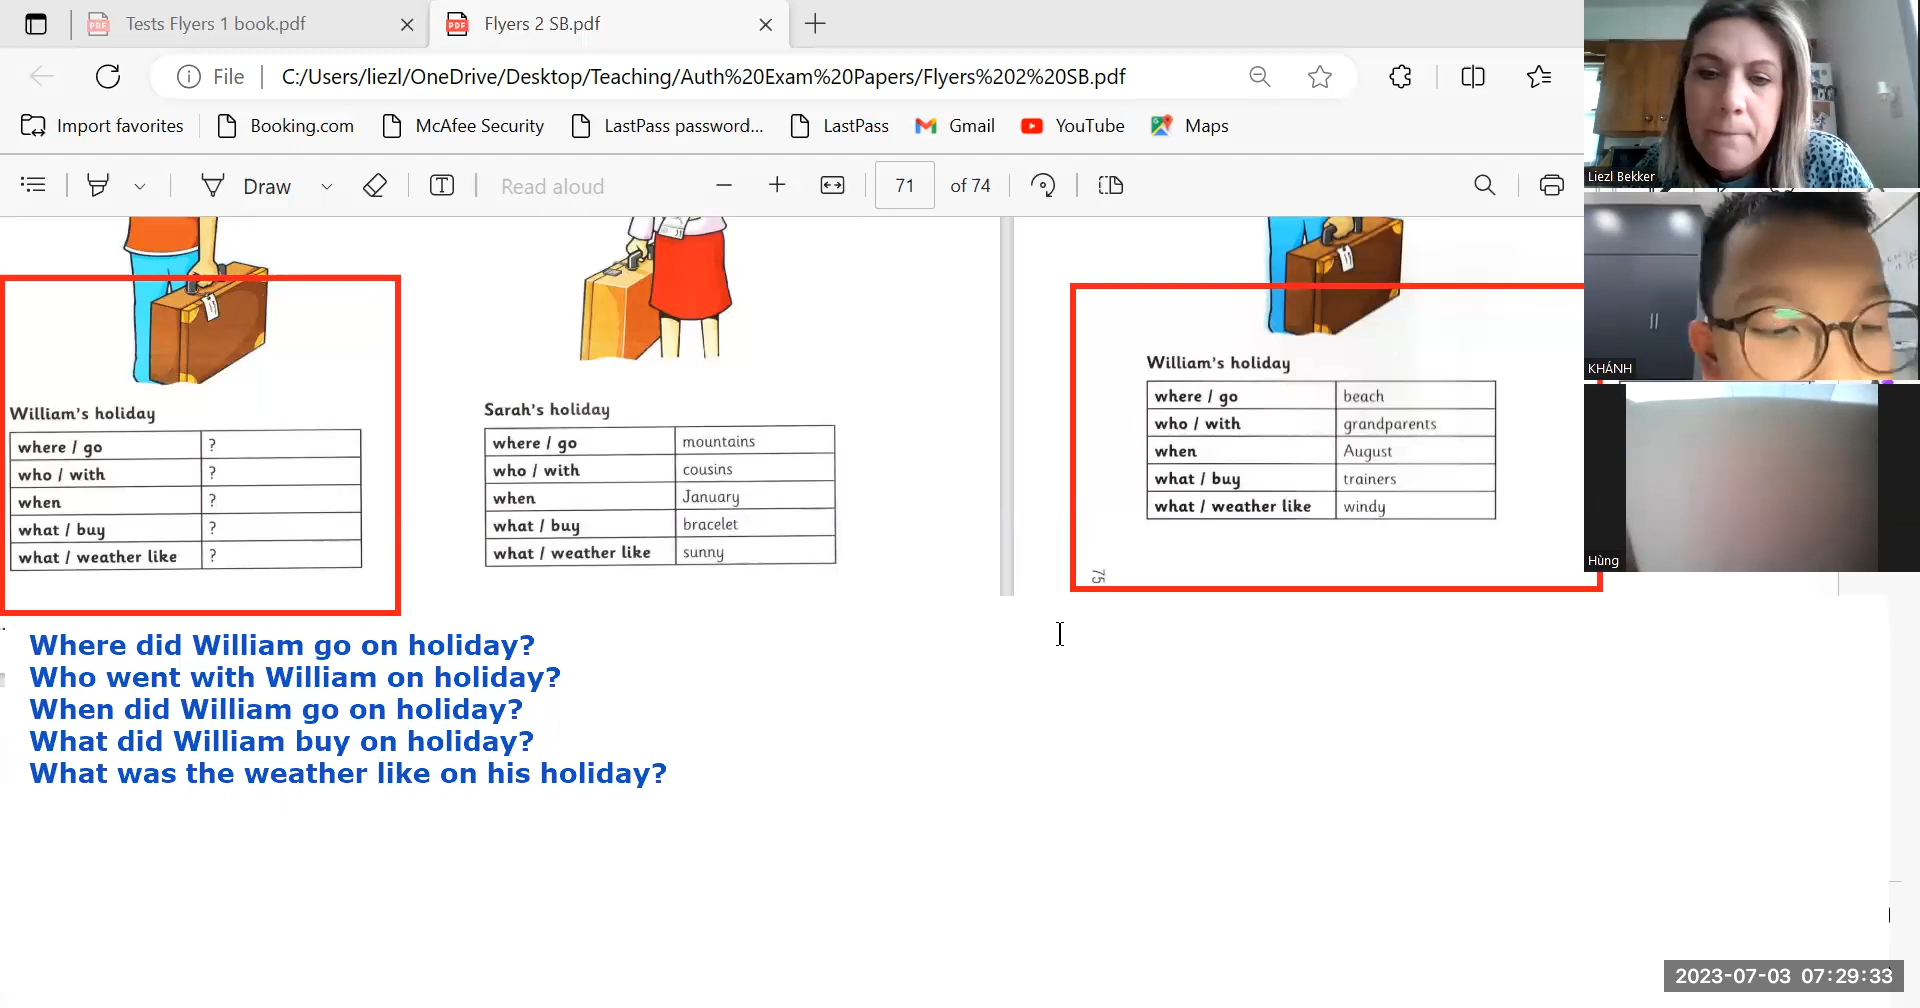 Tests Flyers 1 book.pdf
Flyers 2 SB.pdf
File
C:/Users/liezl/OneDrive/Desktop/Teaching/Auth%20Exam%20Papers/Flyers%202%20SB.pdf
Import favorites
Booking.com
McAfee Security
LastPass password...
LastPass
Gmail
YouTube
Maps
Draw
Read aloud
71
of 74
William's holiday
where / go ?
who / with ?
when ?
what / buy ?
what / weather like ?
Sarah's holiday
where / go mountains
who / with cousins
when January
what / buy bracelet
what / weather like sunny
William's holiday
where / go beach
who / with grandparents
when August
what / buy trainers
what / weather like windy
75
Where did William go on holiday?
Who went with William on holiday?
When did William go on holiday?
What did William buy on holiday?
What was the weather like on his holiday?
Liezl Bekker
KHÁNH
Hùng
2023-07-03 07:29:33